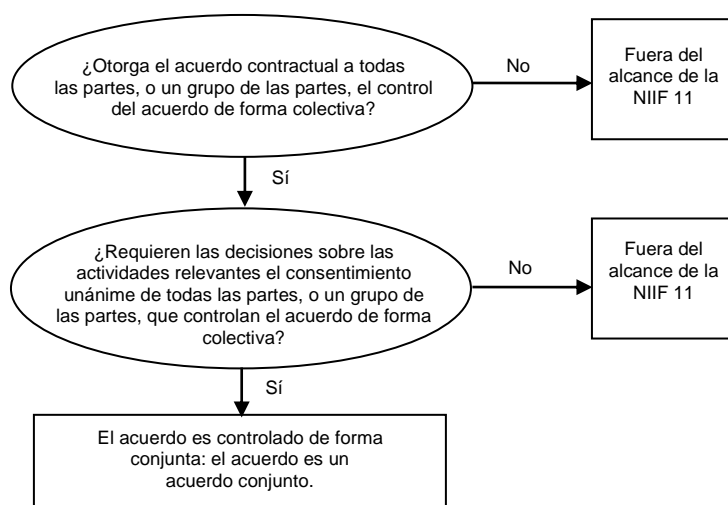 ¿Otorga el acuerdo contractual a todas
las partes, o un grupo de las partes, el control
del acuerdo de forma colectiva?
No
Fuera del
alcance de la
NIIF 11
Sí
¿Requieren las decisiones sobre las
actividades relevantes el consentimiento
unánime de todas las partes, o un grupo de
las partes, que controlan el acuerdo de forma
colectiva?
No
Fuera del
alcance de la
NIIF 11
Sí
El acuerdo es controlado de forma
conjunta: el acuerdo es un
acuerdo conjunto.